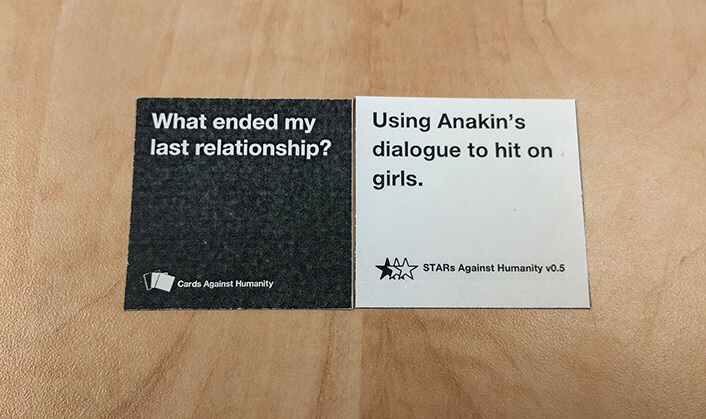 What ended my
last relationship?
Cards Against Humanity
Using Anakin's
dialogue to hit on
girls.
STARs Against Humanity v0.5